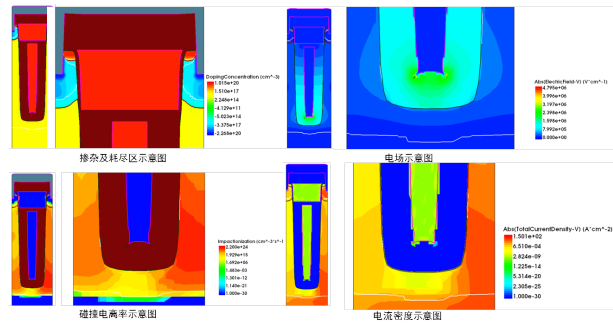 DopingConcentration (cm^-3)
1.015e+20
1.510e+17
2.246e+14
-4.129e+11
-5.023e+14
-3.375e+17
-2.268e+20
Abs(ElectricField-V) (V*cm^-1)
4.795e+06
3.996e+06
3.197e+06
2.398e+06
1.598e+06
7.992e+05
0.000e+00
掺杂及耗尽区示意图
电场示意图
ImpactIonization (cm^-3*s^-1
2.200e+24
1.929e+15
1.692e+06
1.483e-03
1.301e-12
1.140e-21
1.000e-30
Abs(TotalCurrentDensity-V) (A*cm^-2)
1.501e+02
6.510e-04
2.824e-09
1.225e-14
5.314e-20
2.305e-25
1.000e-30
碰撞电离率示意图
电流密度示意图